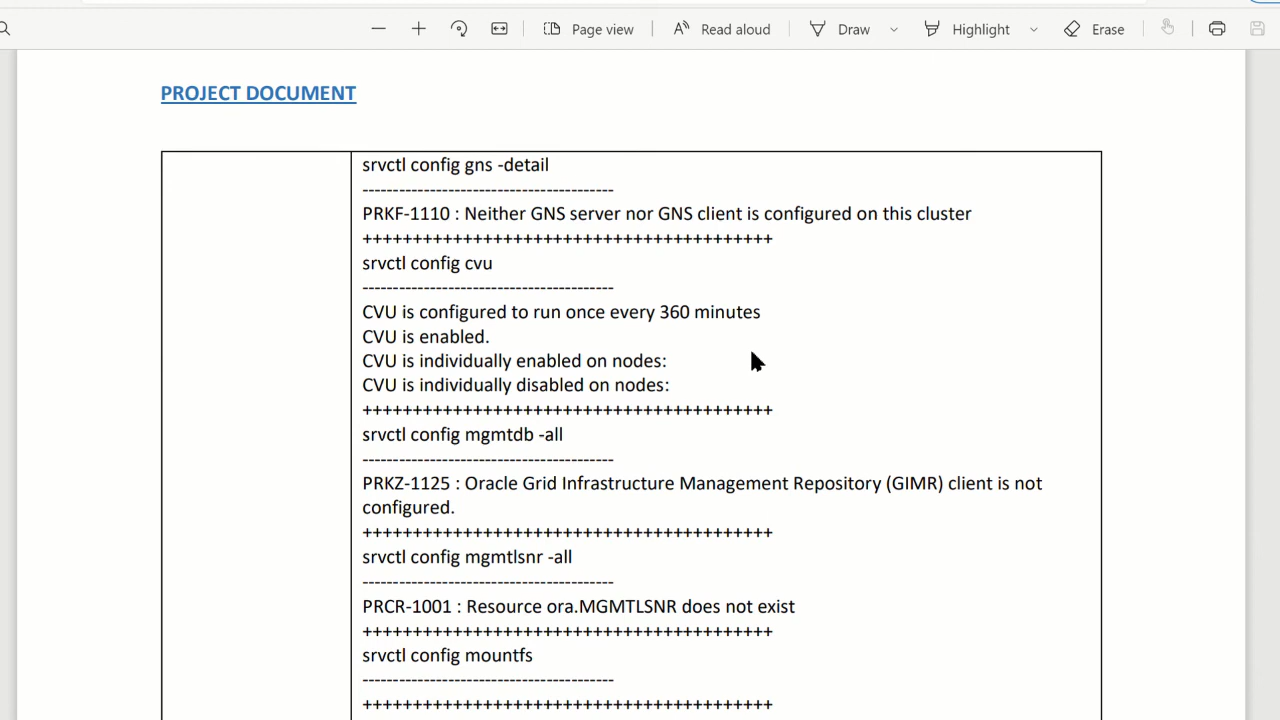 Page view
Read aloud
Draw
Highlight
Erase
PROJECT DOCUMENT
srvctl config gns -detail
-----------------------------------------
PRKF-1110 : Neither GNS server nor GNS client is configured on this cluster
+++++++++++++++++++++++++++++++++++++++++
srvctl config cvu
-----------------------------------------
CVU is configured to run once every 360 minutes
CVU is enabled.
CVU is individually enabled on nodes:
CVU is individually disabled on nodes:
+++++++++++++++++++++++++++++++++++++++++
srvctl config mgmtdb -all
-----------------------------------------
PRKZ-1125 : Oracle Grid Infrastructure Management Repository (GIMR) client is not
configured.
+++++++++++++++++++++++++++++++++++++++++
srvctl config mgmtlsnr -all
-----------------------------------------
PRCR-1001 : Resource ora.MGMTLSNR does not exist
+++++++++++++++++++++++++++++++++++++++++
srvctl config mountfs
-----------------------------------------
+++++++++++++++++++++++++++++++++++++++++